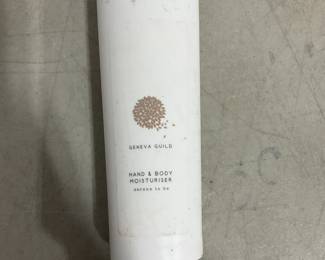 GENEVA GUILD
HAND & BODY
MOISTURISER